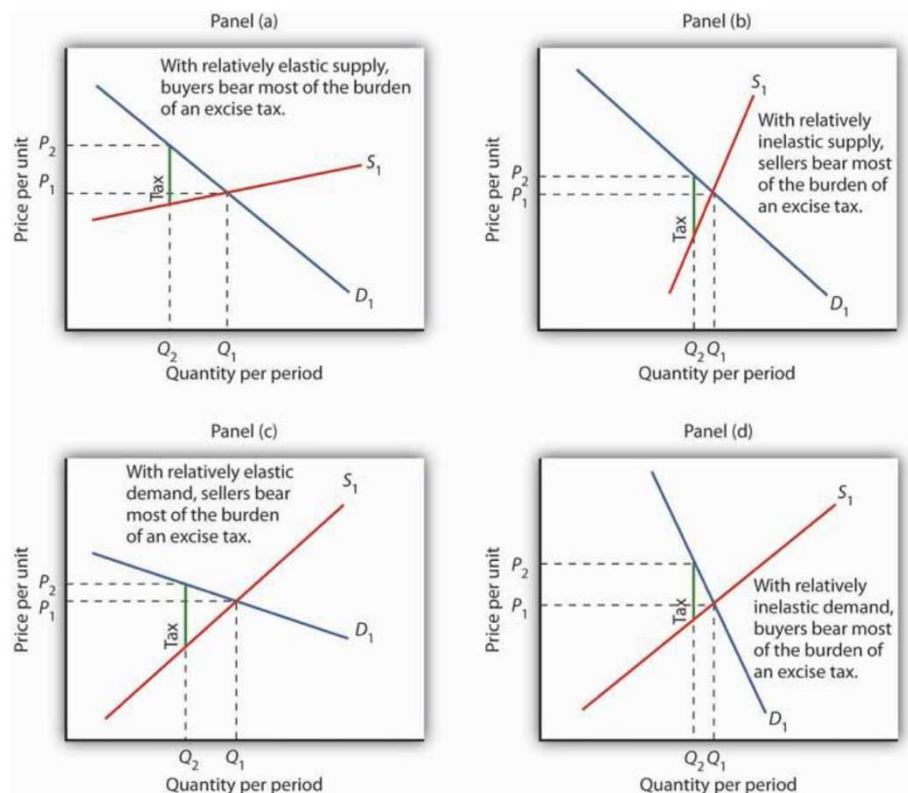 Panel (a)
With relatively elastic supply,
buyers bear most of the burden
of an excise tax.
Price per unit
P2
P1
Tax
S1
D1
Q2 Q1
Quantity per period
Panel (b)
S1
With relatively
inelastic supply,
sellers bear most
of the burden of
an excise tax.
Price per unit
P2
P1
Tax
D1
Q2 Q1
Quantity per period
Panel (c)
With relatively elastic
demand, sellers bear
most of the burden
of an excise tax.
S1
Price per unit
P2
P1
Tax
D1
Q2 Q1
Quantity per period
Panel (d)
S1
Price per unit
P2
P1
Tax
With relatively
inelastic demand,
buyers bear most
of the burden of
an excise tax.
D1
Q2 Q1
Quantity per period